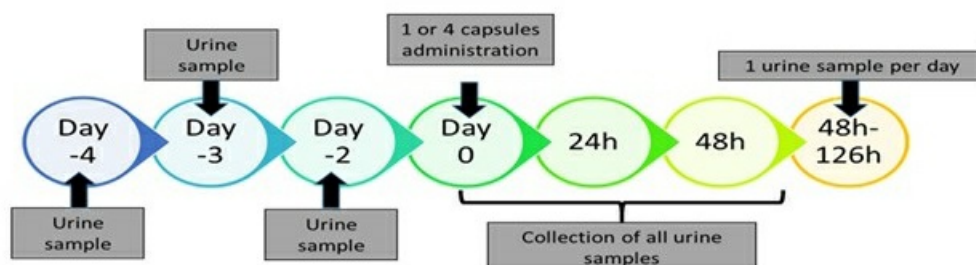 Urine
sample
1 or 4 capsules
administration
1 urine sample per day
Day
-4
Day
-3
Day
-2
Day
0
24h
48h
48h-
126h
Urine
sample
Urine
sample
Collection of all urine
samples